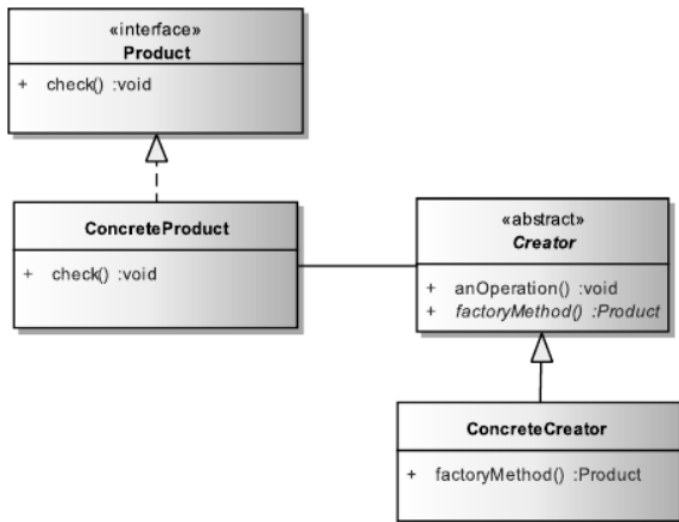 «interface»
Product
+ check() :void
ConcreteProduct
+ check() :void
«abstract»
Creator
+ anOperation() :void
+ factoryMethod() :Product
ConcreteCreator
+ factoryMethod() :Product